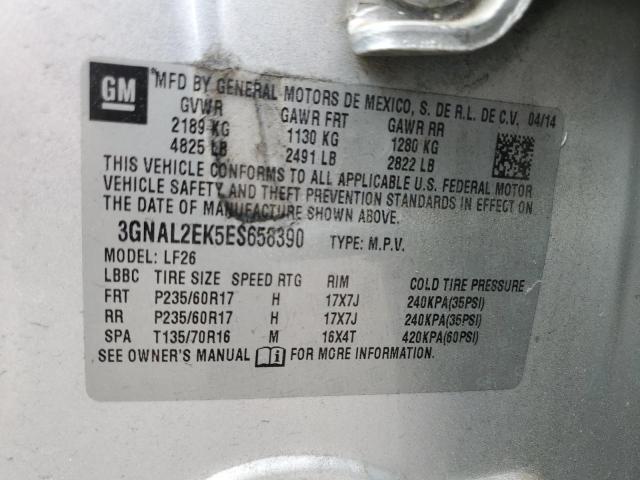 GM
*MFD BY GENERAL MOTORS DE MEXICO, S. DE R.L. DE C.V. 04/14
GVWR GAWR FRT GAWR RR
2189 KG 1130 KG 1280 KG
4825 LB 2491 LB 2822 LB
THIS VEHICLE CONFORMS TO ALL APPLICABLE U.S. FEDERAL MOTOR
VEHICLE SAFETY AND THEFT PREVENTION STANDARDS IN EFFECT ON
THE DATE OF MANUFACTURE SHOWN ABOVE.
3GNAL2EK5ES658390 TYPE: M.P.V.
MODEL: LF26
LBBC TIRE SIZE SPEED RTG RIM COLD TIRE PRESSURE
FRT P235/60R17 H 17X7J 240KPA(35PSI)
RR P235/60R17 H 17X7J 240KPA(35PSI)
SPA T135/70R16 M 16X4T 420KPA(60PSI)
SEE OWNER'S MANUAL FOR MORE INFORMATION.